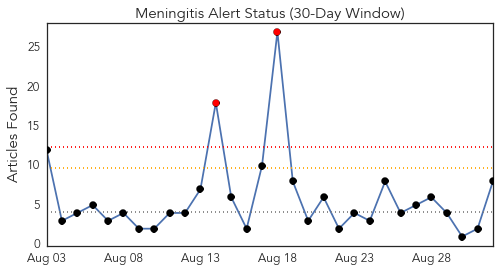 Meningitis Alert Status (30-Day Window)
Articles Found
25
20
15
10
5
0
Aug 03 Aug 08 Aug 13 Aug 18 Aug 23 Aug 28